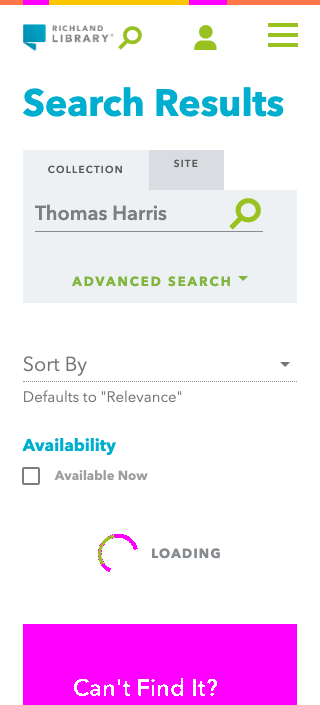 RICHLAND
LIBRARY
Search Results
COLLECTION
SITE
Thomas Harris
ADVANCED SEARCH
Sort By
Defaults to "Relevance"
Availability
Available Now
LOADING
Can't Find It?